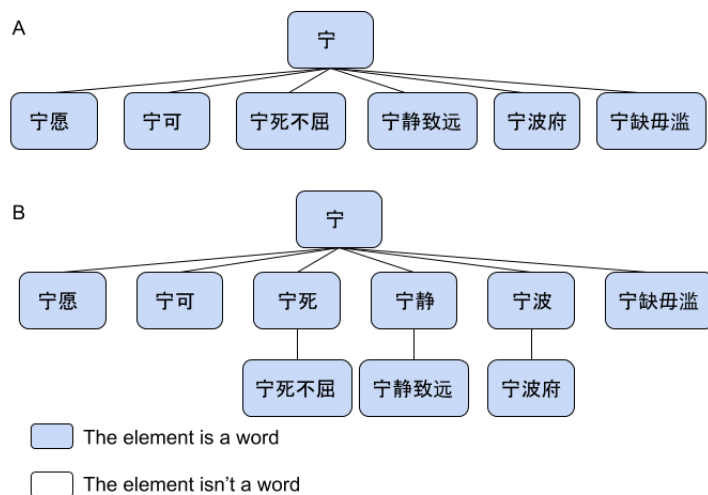 A
宁
宁愿 宁可 宁死不屈 宁静致远 宁波府 宁缺毋滥
B
宁
宁愿 宁可 宁死 宁静 宁波 宁缺毋滥
宁死不屈 宁静致远 宁波府
The element is a word
The element isn't a word